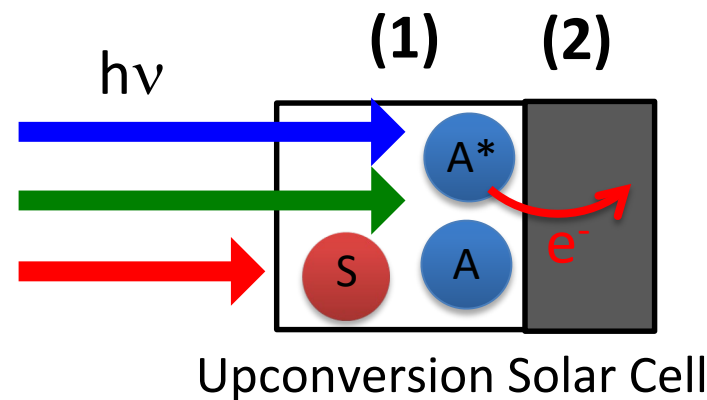 (1) (2)
hν
A*
S A
e-
Upconversion Solar Cell